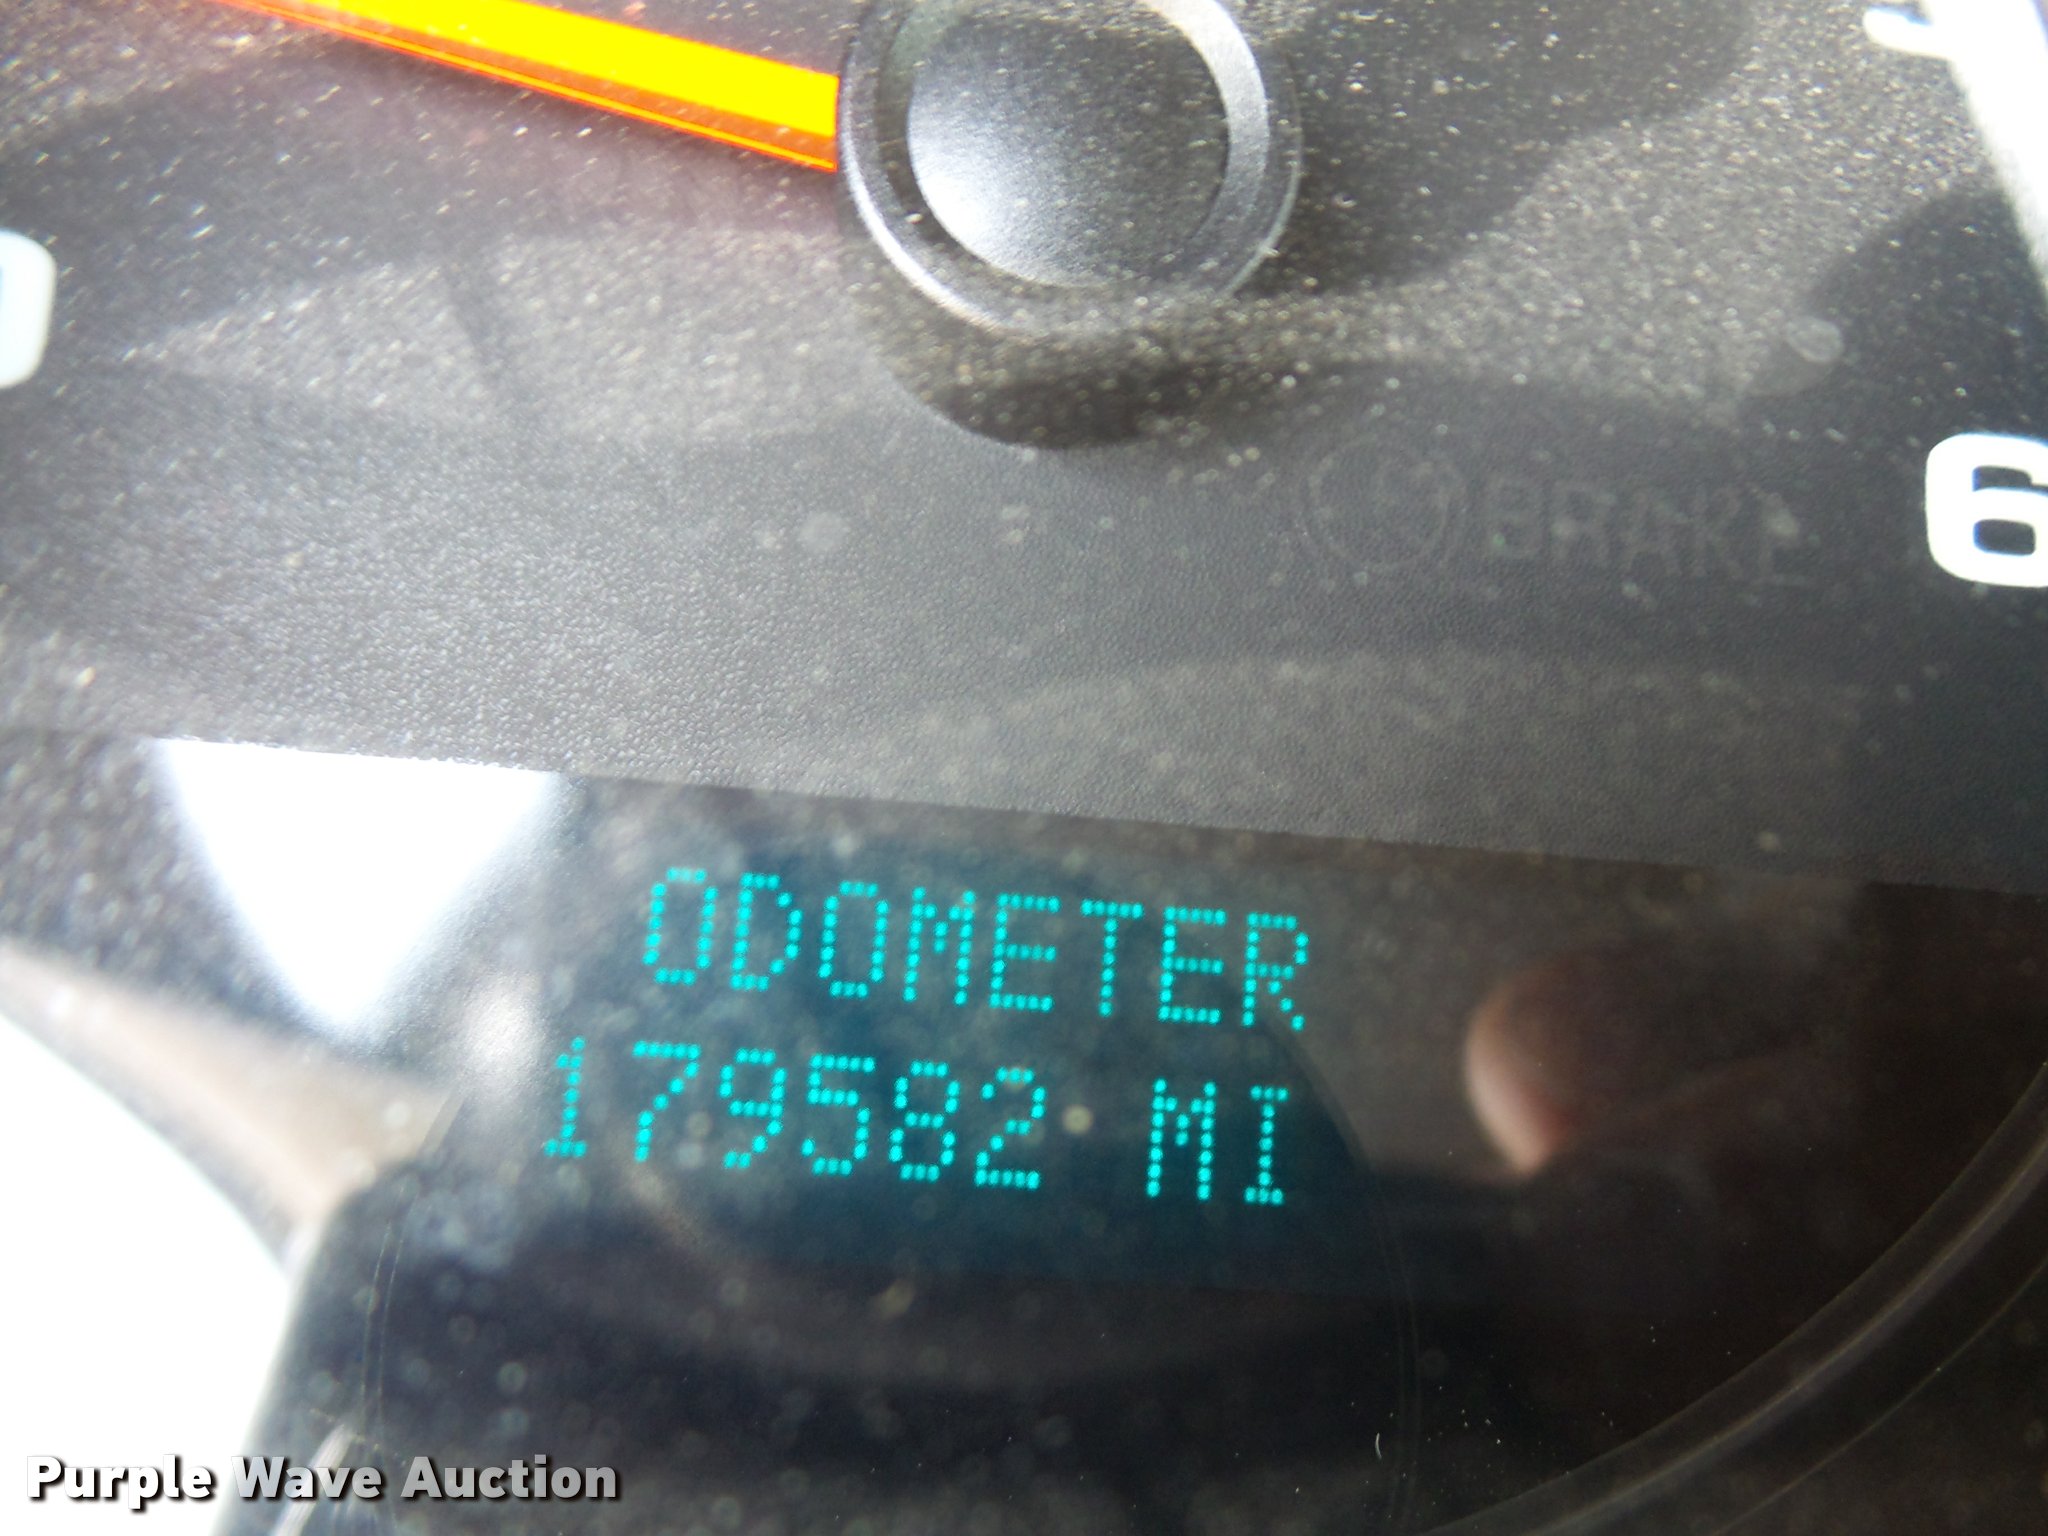 6
BRAKE
ODOMETER
179582 MI
Purple Wave Auction